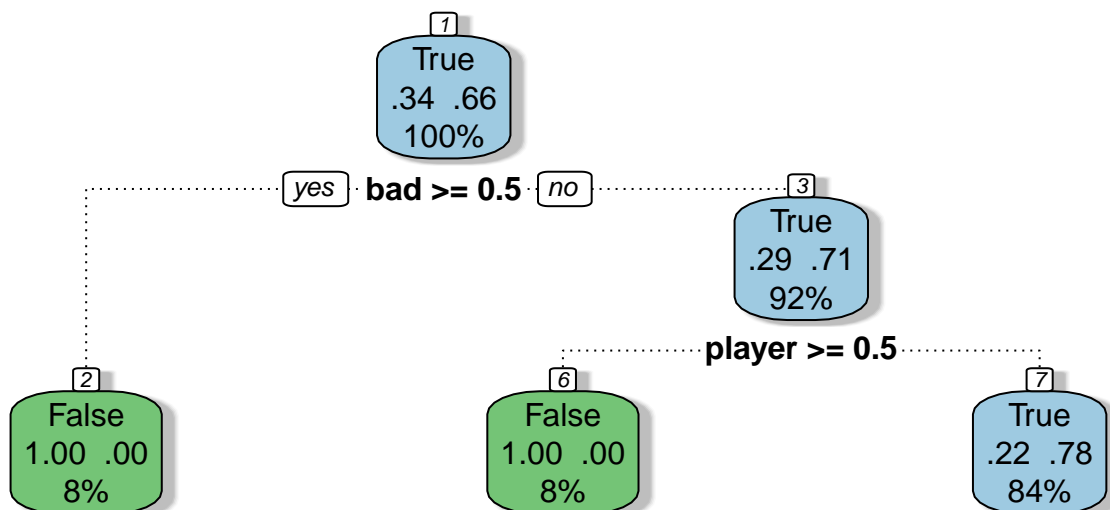 1
True
.34 .66
100%
yes bad >= 0.5 no
3
True
.29 .71
92%
player >= 0.5
2
False
1.00 .00
8%
6
False
1.00 .00
8%
7
True
.22 .78
84%